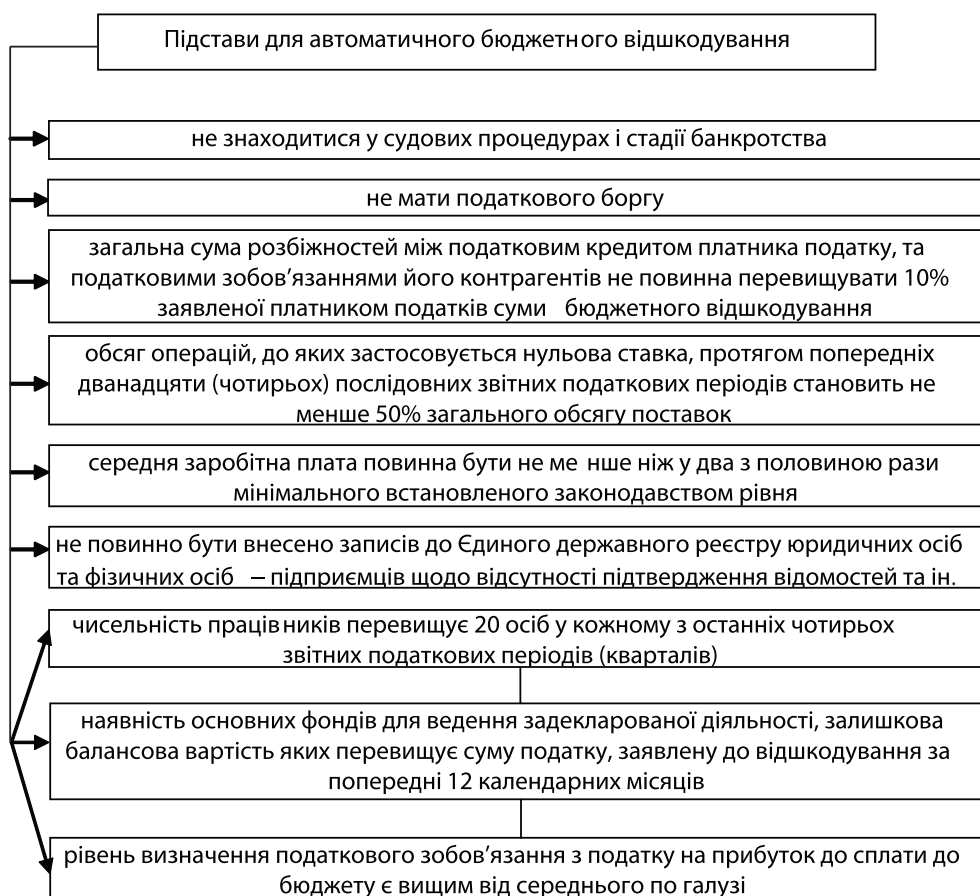 Підстави для автоматичного бюджетного відшкодування
не знаходитися у судових процедурах і стадії банкротства
не мати податкового боргу
загальна сума розбіжностей між податковим кредитом платника податку, та
податковими зобов’язаннями його контрагентів не повинна перевищувати 10%
заявленої платником податків суми бюджетного відшкодування
обсяг операцій, до яких застосовується нульова ставка, протягом попередніх
дванадцяти (чотирьох) послідовних звітних податкових періодів становить не
менше 50% загального обсягу поставок
середня заробітна плата повинна бути не ме нше ніж у два з половиною рази
мінімального встановленого законодавством рівня
не повинно бути внесено записів до Єдиного державного реєстру юридичних осіб
та фізичних осіб – підприємців щодо відсутності підтвердження відомостей та ін.
чисельність працівників перевищує 20 осіб у кожному з останніх чотирьох
звітних податкових періодів (кварталів)
наявність основних фондів для ведення задекларованої діяльності, залишкова
балансова вартість яких перевищує суму податку, заявлену до відшкодування за
попередні 12 календарних місяців
рівень визначення податкового зобов’язання з податку на прибуток до сплати до
бюджету є вищим від середнього по галузі